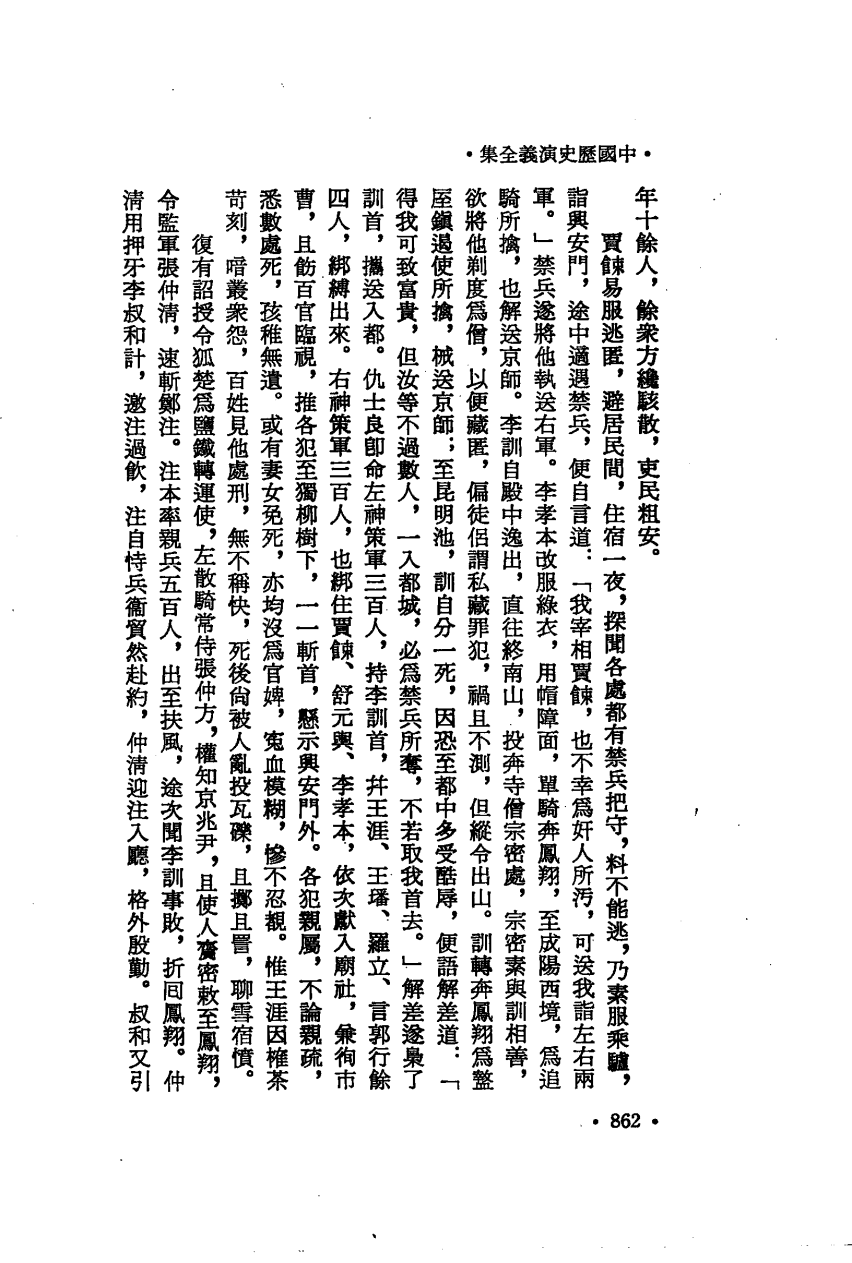 •中國歷史演義全集•
年十餘人，餘衆方纔駭散，吏民粗安。
賈餗易服逃匿，避居民間，住宿一夜，探聞各處都有禁兵把守，料不能逃，乃素服乘驢，
詣興安門，途中適遇禁兵，便自言道：「我宰相賈餗，也不幸爲奸人所汚，可送我詣左右兩
軍。」禁兵遂將他執送右軍。李孝本改服綠衣，用帽障面，單騎奔鳳翔，至成陽西境，爲追
騎所擒，也解送京師。李訓自殿中逸出，直往終南山，投奔寺僧宗密處，宗密素與訓相善，
欲將他剃度爲僧，以便藏匿，偏徒侶謂私藏罪犯，禍且不測，但縱令出山。訓轉奔鳳翔爲盩
厔鎭遏使所擒，械送京師；至昆明池，訓自分一死，因恐至都中多受酷辱，便語解差道：「
得我可致富貴，但汝等不過數人，一入都城，必爲禁兵所奪，不若取我首去。」解差遂梟了
訓首，攜送入都。仇士良卽命左神策軍三百人，持李訓首，幷王涯、王璠、羅立、言郭行餘
四人，綁縛出來。右神策軍三百人，也綁住賈餗、舒元輿、李孝本，依次獻入廟社，兼徇市
曹，且飭百官臨視，推各犯至獨柳樹下，一一斬首，懸示興安門外。各犯親屬，不論親疏，
悉數處死，孩稚無遺。或有妻女免死，亦均沒爲官婢，寃血模糊，慘不忍覩。惟王涯因榷茶
苛刻，喑叢衆怨，百姓見他處刑，無不稱快，死後尙被人亂投瓦礫，且擲且詈，聊雪宿憤。
復有詔授令狐楚爲鹽鐵轉運使，左散騎常侍張仲方，權知京兆尹，且使人齎密敕至鳳翔，
令監軍張仲淸，速斬鄭注。注本率親兵五百人，出至扶風，途次聞李訓事敗，折囘鳳翔。仲
淸用押牙李叔和計，邀注過飮，注自恃兵衞貿然赴約，仲淸迎注入廳，格外殷勤。叔和又引
•862•